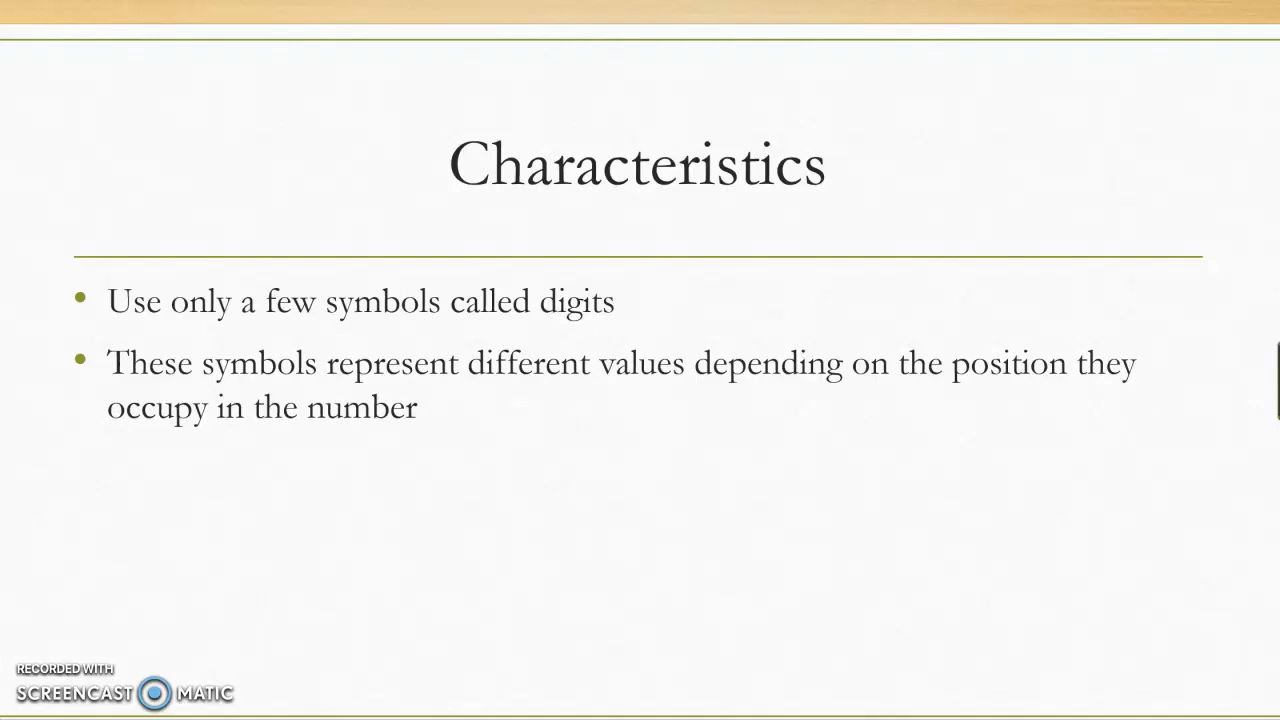 Characteristics
• Use only a few symbols called digits
• These symbols represent different values depending on the position they
occupy in the number
RECORDED WITH
SCREENCAST MATIC